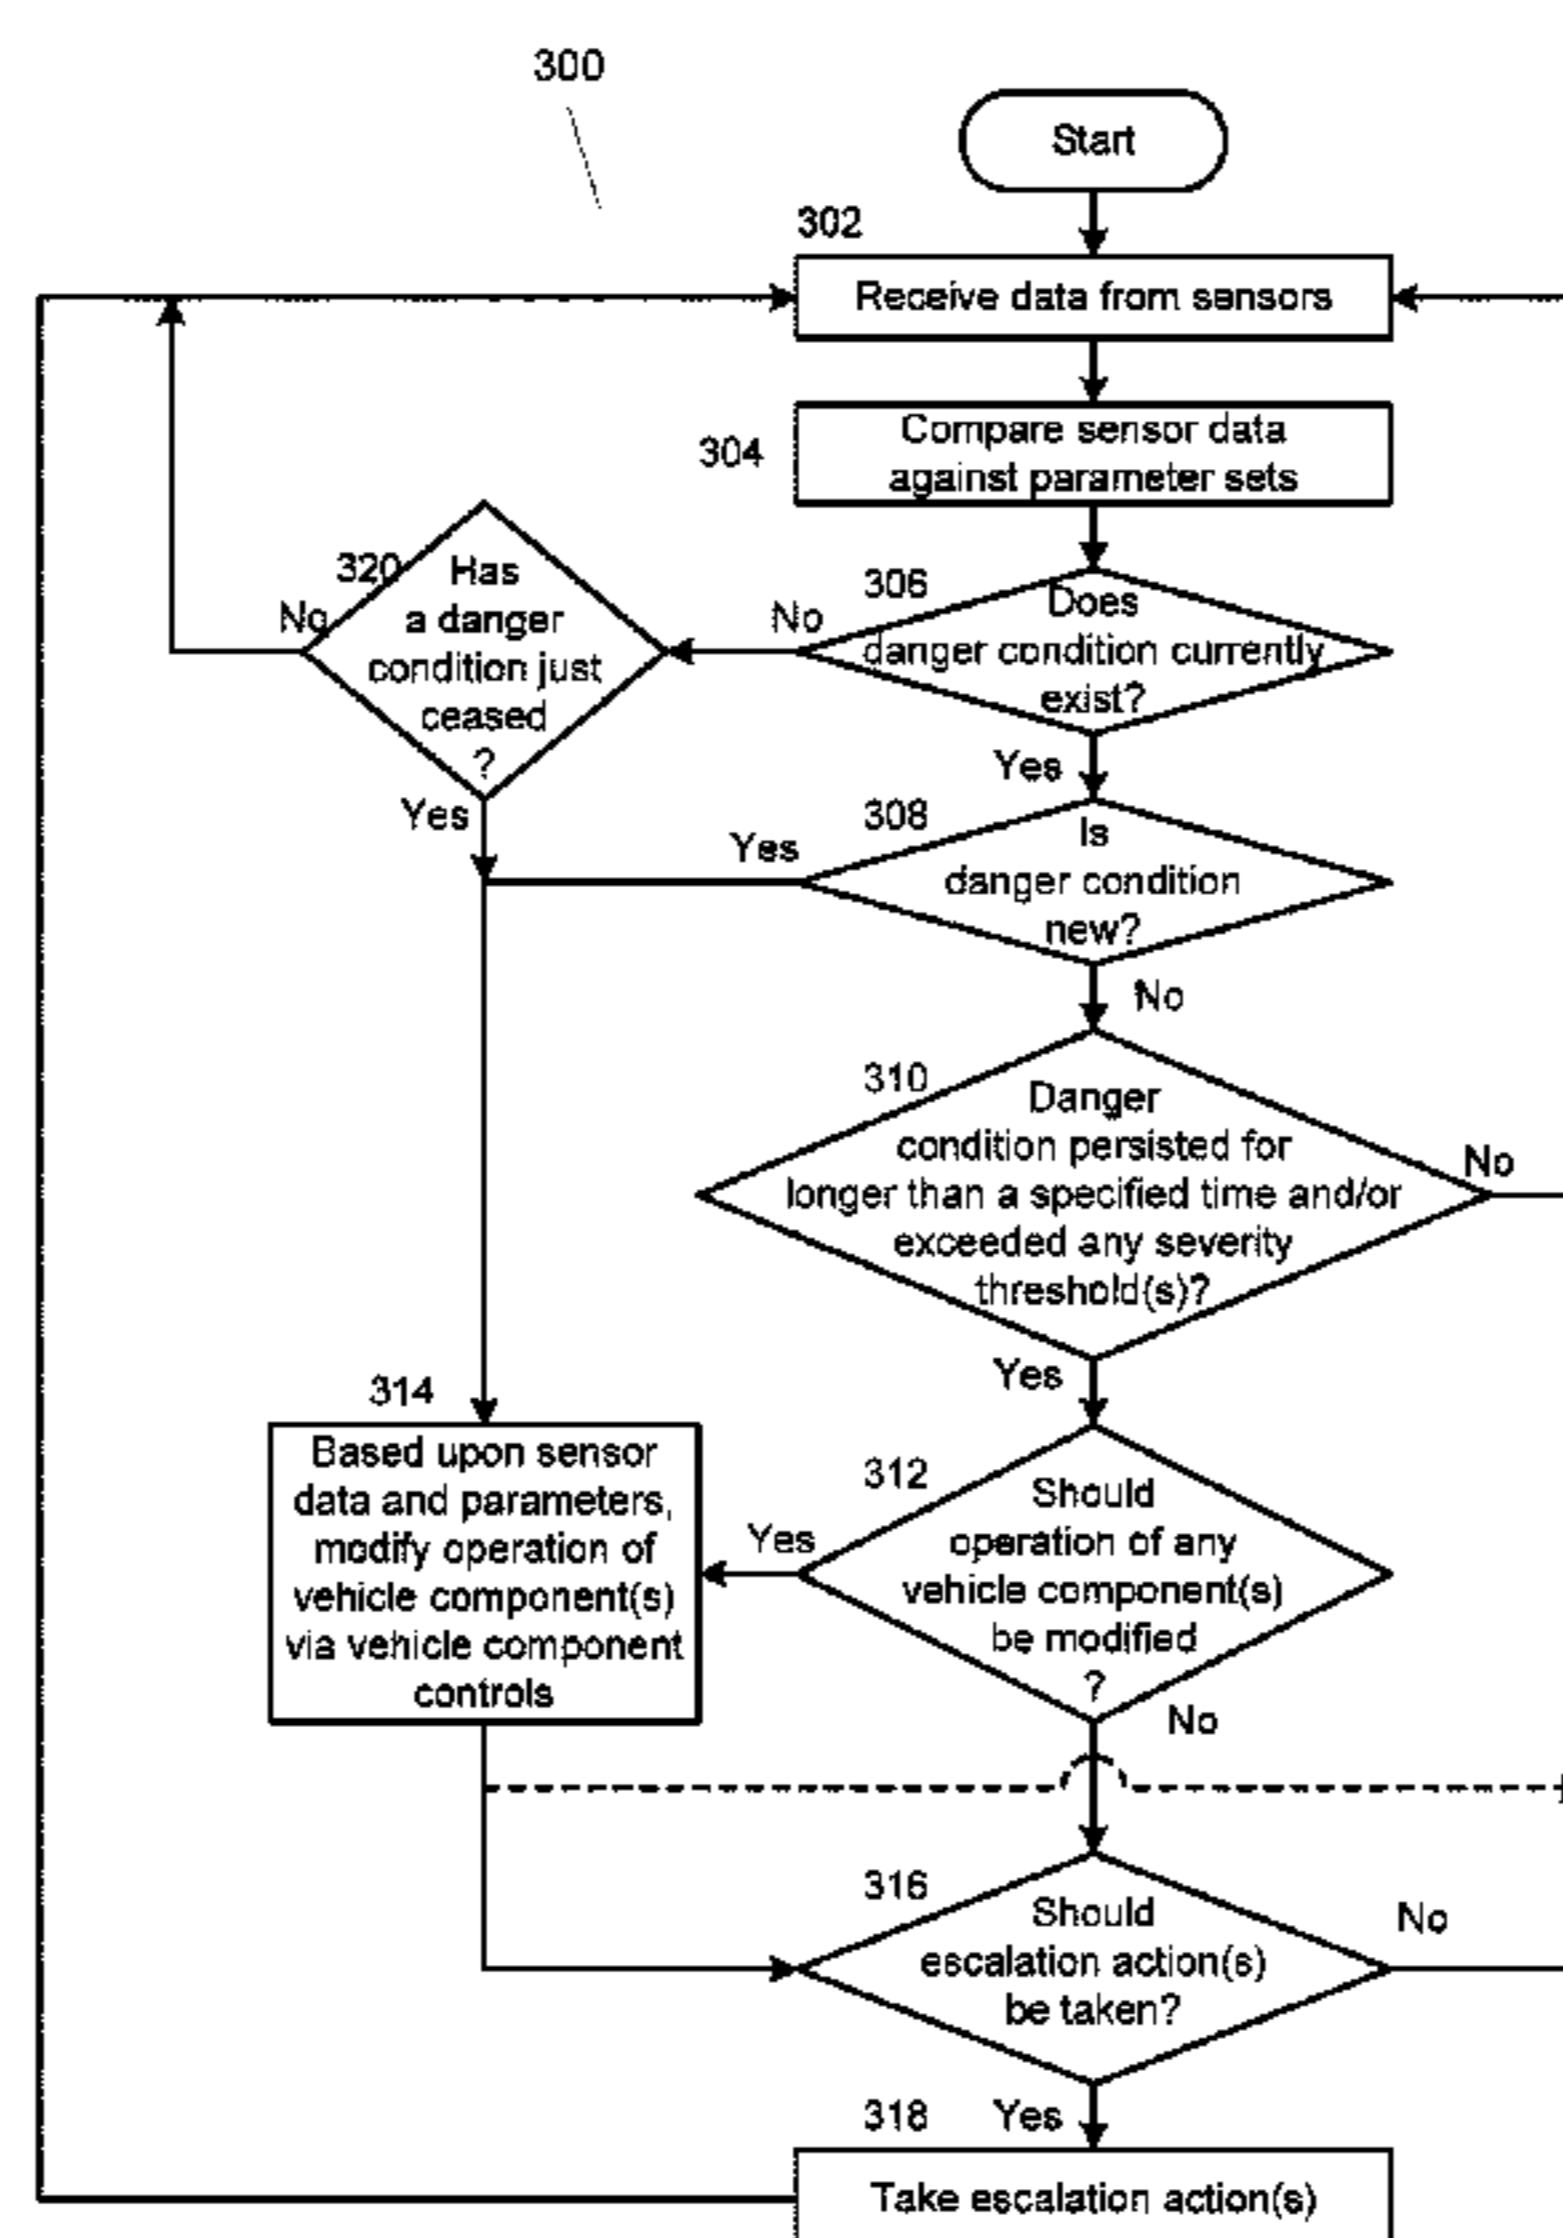 300
Start
302
Receive data from sensors
304
Compare sensor data
against parameter sets
320
Has
a danger
condition just
ceased
?
No
Yes
306
Does
danger condition currently
exist?
No
Yes
308
Is
danger condition
new?
Yes
No
310
Danger
condition persisted for
longer than a specified time and/or
exceeded any severity
threshold(s)?
No
Yes
314
Based upon sensor
data and parameters,
modify operation of
vehicle component(s)
via vehicle component
controls
312
Should
operation of any
vehicle component(s)
be modified
?
Yes
No
316
Should
escalation action(s)
be taken?
No
Yes
318
Take escalation action(s)